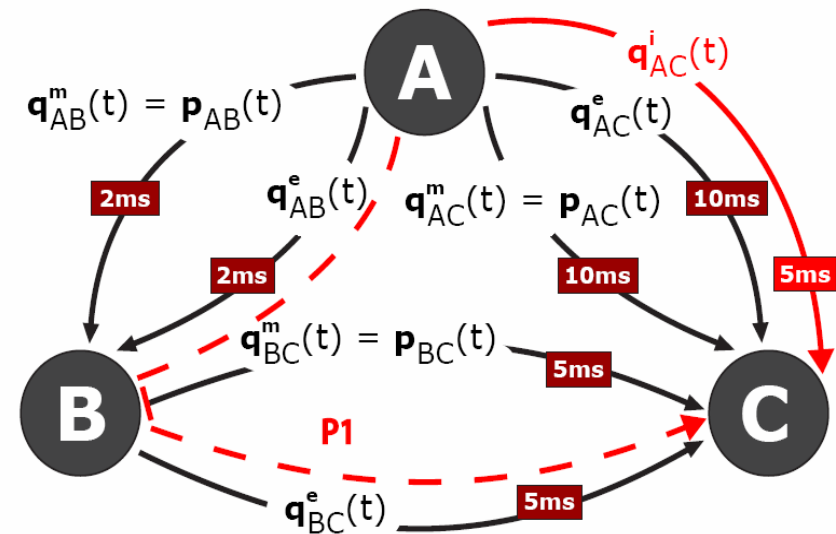 A
q^i_AC(t)
q^m_AB(t) = p_AB(t)
q^e_AC(t)
q^e_AB(t)
q^m_AC(t) = p_AC(t)
2ms
10ms
2ms
10ms
5ms
q^m_BC(t) = p_BC(t)
5ms
B
C
P1
q^e_BC(t)
5ms